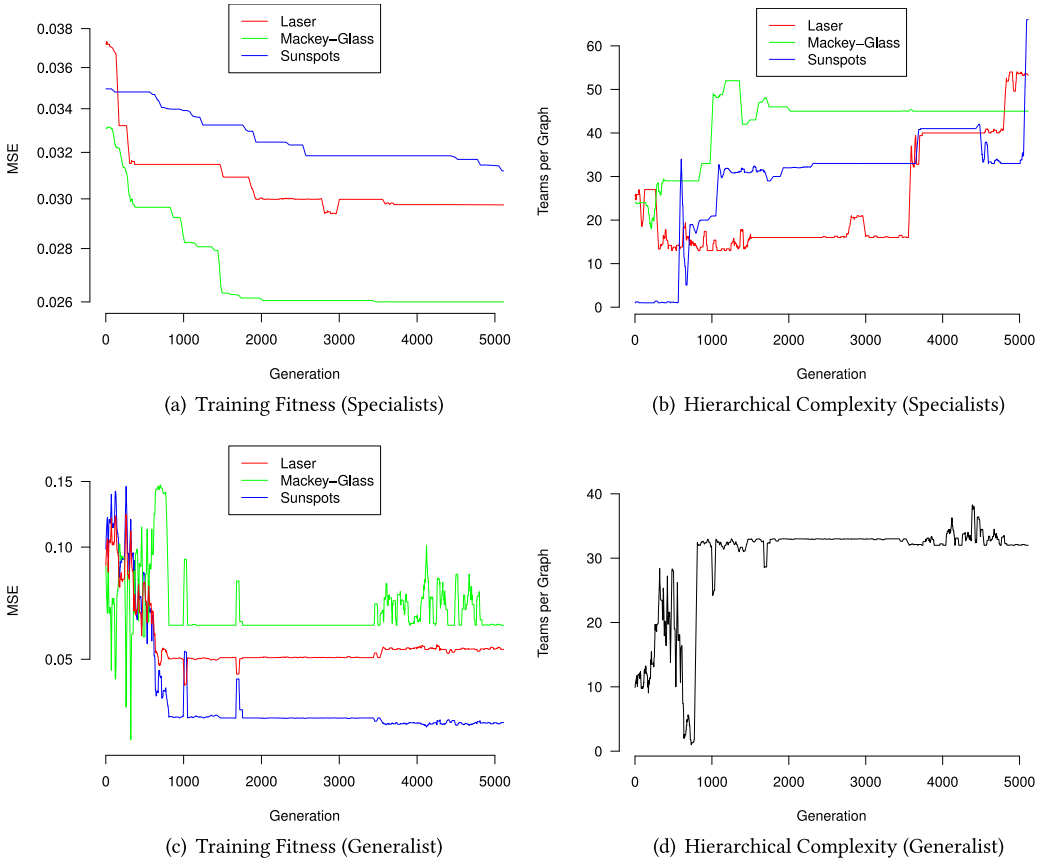 Laser
Mackey−Glass
Sunspots
MSE
0.038
0.036
0.034
0.032
0.030
0.028
0.026
0 1000 2000 3000 4000 5000
Generation
(a) Training Fitness (Specialists)
Laser
Mackey−Glass
Sunspots
Teams per Graph
60
50
40
30
20
10
0
0 1000 2000 3000 4000 5000
Generation
(b) Hierarchical Complexity (Specialists)
Laser
Mackey−Glass
Sunspots
MSE
0.15
0.10
0.05
0 1000 2000 3000 4000 5000
Generation
(c) Training Fitness (Generalist)
Teams per Graph
40
30
20
10
0
0 1000 2000 3000 4000 5000
Generation
(d) Hierarchical Complexity (Generalist)